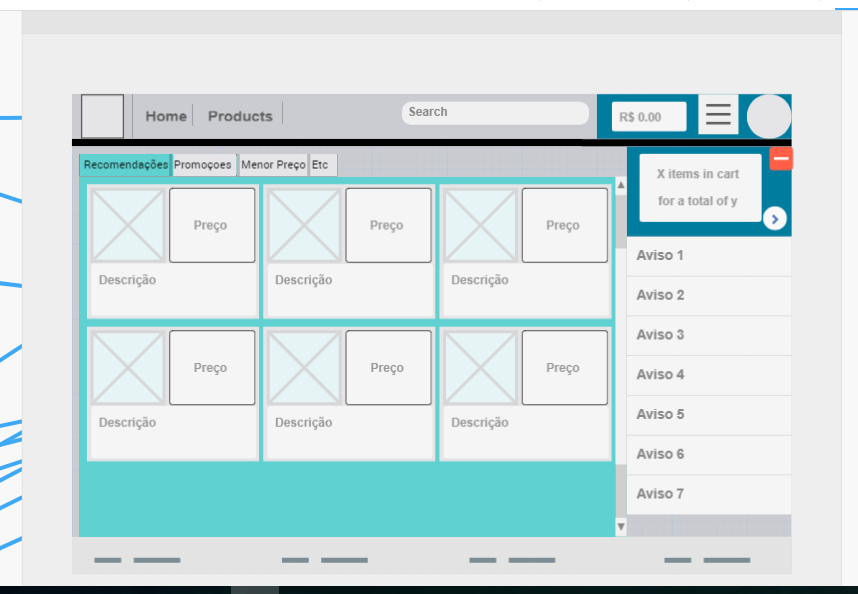 Home Products Search R$ 0.00
Recomendações Promoçoes Menor Preço Etc
X items in cart
for a total of y
Preço Preço Preço
Descrição Descrição Descrição
Preço Preço Preço
Descrição Descrição Descrição
Aviso 1
Aviso 2
Aviso 3
Aviso 4
Aviso 5
Aviso 6
Aviso 7